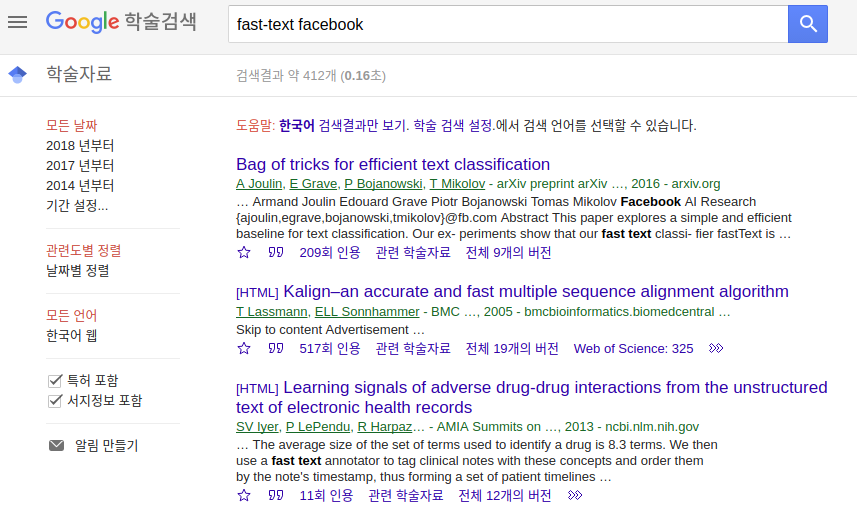 Google 학술검색
fast-text facebook
학술자료
검색결과 약 412개 (0.16초)
모든 날짜
2018 년부터
2017 년부터
2014 년부터
기간 설정...
관련도별 정렬
날짜별 정렬
모든 언어
한국어 웹
특허 포함
서지정보 포함
알림 만들기
도움말: 한국어 검색결과만 보기. 학술 검색 설정.에서 검색 언어를 선택할 수 있습니다.
Bag of tricks for efficient text classification
A Joulin, E Grave, P Bojanowski, T Mikolov - arXiv preprint arXiv …, 2016 - arxiv.org
… Armand Joulin Edouard Grave Piotr Bojanowski Tomas Mikolov Facebook AI Research
{ajoulin,egrave,bojanowski,tmikolov}@fb.com Abstract This paper explores a simple and efficient
baseline for text classification. Our ex- periments show that our fast text classi- fier fastText is …
209회 인용 관련 학술자료 전체 9개의 버전
[HTML] Kalign–an accurate and fast multiple sequence alignment algorithm
T Lassmann, ELL Sonnhammer - BMC …, 2005 - bmcbioinformatics.biomedcentral …
Skip to content Advertisement …
517회 인용 관련 학술자료 전체 19개의 버전 Web of Science: 325
[HTML] Learning signals of adverse drug-drug interactions from the unstructured
text of electronic health records
SV Iyer, P LePendu, R Harpaz… - AMIA Summits on …, 2013 - ncbi.nlm.nih.gov
… The average size of the set of terms used to identify a drug is 8.3 terms. We then
use a fast text annotator to tag clinical notes with these concepts and order them
by the note's timestamp, thus forming a set of patient timelines …
11회 인용 관련 학술자료 전체 12개의 버전